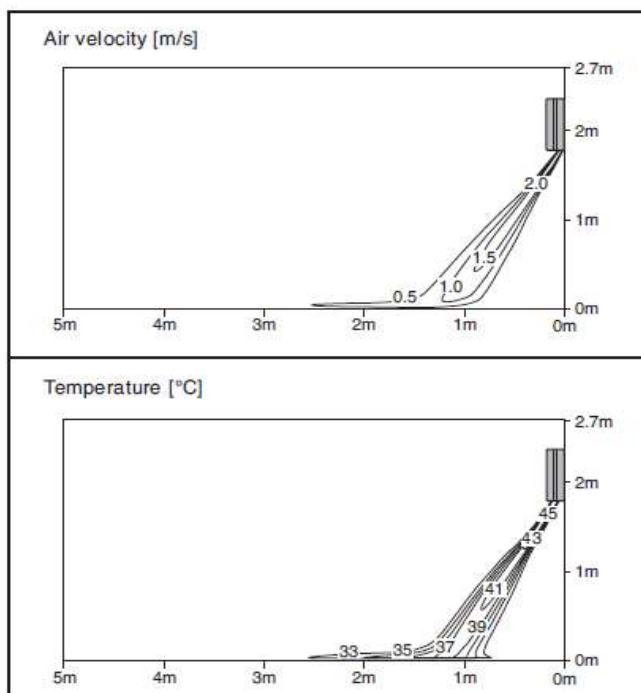 Air velocity [m/s]
2.7m
2m
2.0
1m
1.5
1.0
0.5
0m
5m 4m 3m 2m 1m 0m
Temperature [°C]
2.7m
2m
45
43
1m
41
39
37
35
33
0m
5m 4m 3m 2m 1m 0m